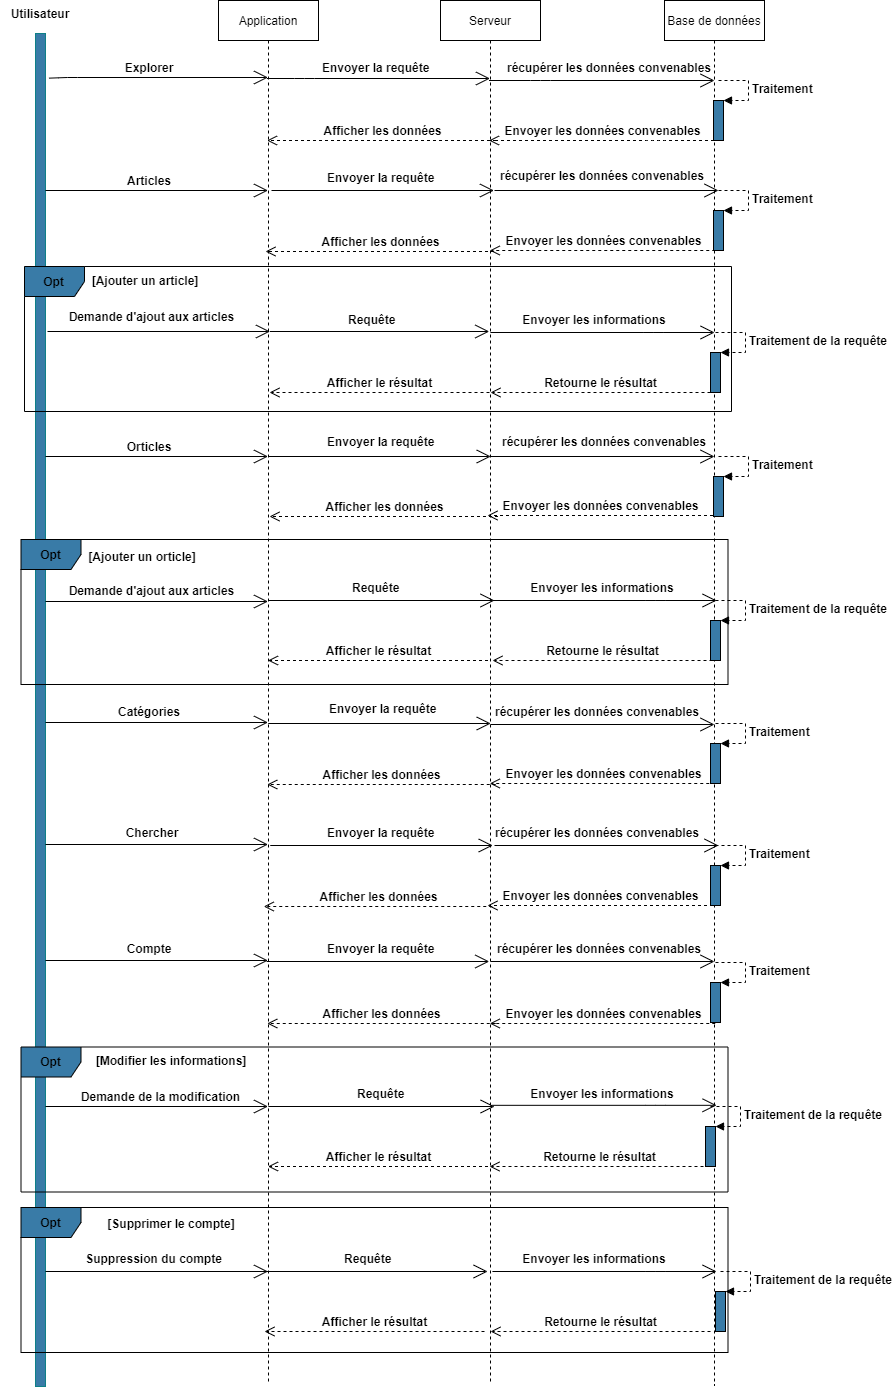 Utilisateur
Application
Serveur
Base de données
Explorer
Envoyer la requête
récupérer les données convenables
Traitement
Afficher les données
Envoyer les données convenables
Articles
Envoyer la requête
récupérer les données convenables
Traitement
Afficher les données
Envoyer les données convenables
Opt
[Ajouter un article]
Demande d'ajout aux articles
Requête
Envoyer les informations
Traitement de la requête
Afficher le résultat
Retourne le résultat
Orticles
Envoyer la requête
récupérer les données convenables
Traitement
Afficher les données
Envoyer les données convenables
Opt
[Ajouter un orticle]
Demande d'ajout aux articles
Requête
Envoyer les informations
Traitement de la requête
Afficher le résultat
Retourne le résultat
Catégories
Envoyer la requête
récupérer les données convenables
Traitement
Afficher les données
Envoyer les données convenables
Chercher
Envoyer la requête
récupérer les données convenables
Traitement
Afficher les données
Envoyer les données convenables
Compte
Envoyer la requête
récupérer les données convenables
Traitement
Afficher les données
Envoyer les données convenables
Opt
[Modifier les informations]
Demande de la modification
Requête
Envoyer les informations
Traitement de la requête
Afficher le résultat
Retourne le résultat
Opt
[Supprimer le compte]
Suppression du compte
Requête
Envoyer les informations
Traitement de la requête
Afficher le résultat
Retourne le résultat